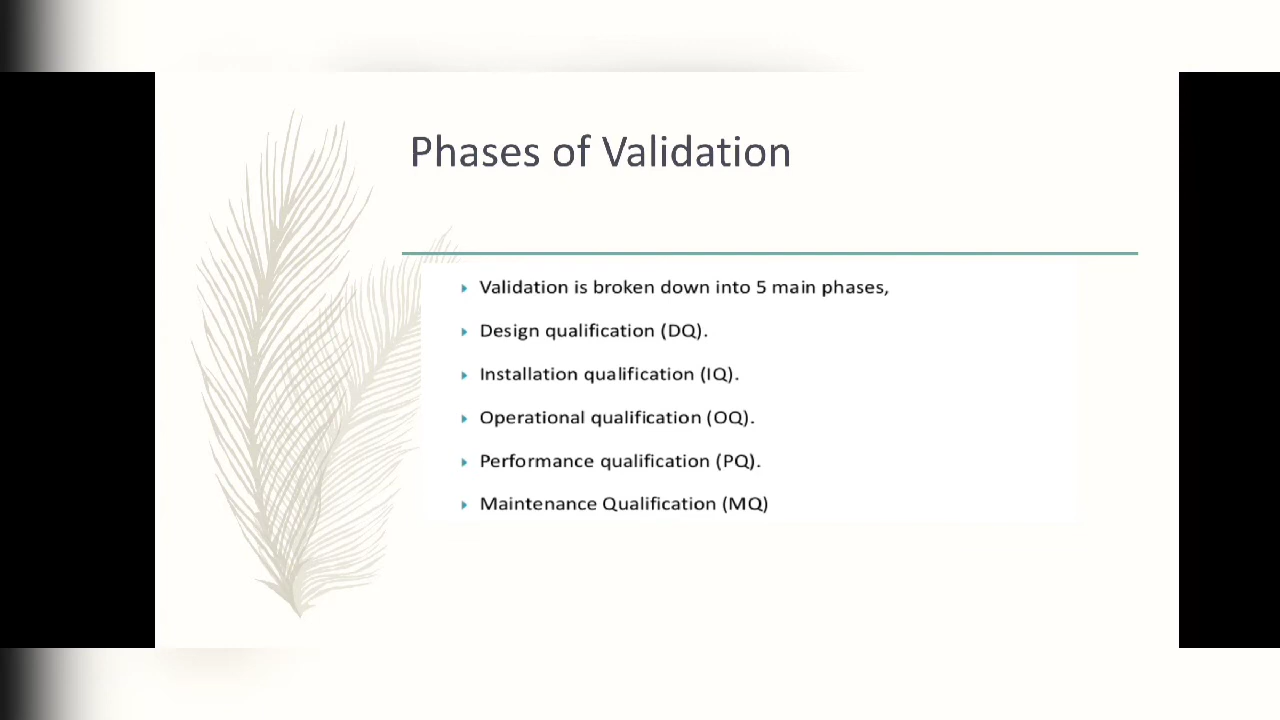 Phases of Validation
Validation is broken down into 5 main phases,
Design qualification (DQ).
Installation qualification (IQ).
Operational qualification (OQ).
Performance qualification (PQ).
Maintenance Qualification (MQ)